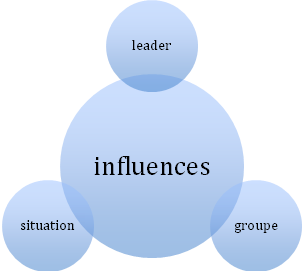 leader
influences
situation
groupe